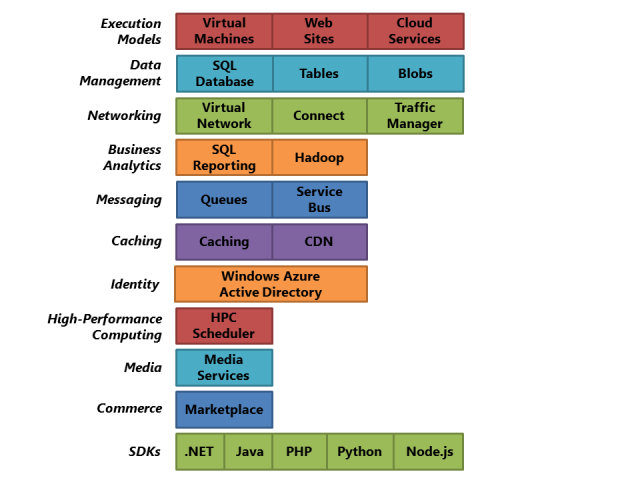 Execution
Models
Virtual
Machines
Web
Sites
Cloud
Services
Data
Management
SQL
Database
Tables
Blobs
Networking
Virtual
Network
Connect
Traffic
Manager
Business
Analytics
SQL
Reporting
Hadoop
Messaging
Queues
Service
Bus
Caching
Caching
CDN
Identity
Windows Azure
Active Directory
High-Performance
Computing
HPC
Scheduler
Media
Media
Services
Commerce
Marketplace
SDKs
.NET
Java
PHP
Python
Node.js